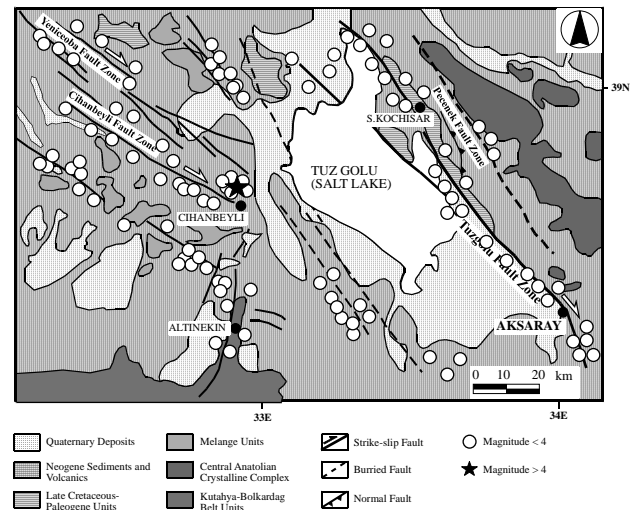 Yeniceoba Fault Zone
39N
Pecenek Fault Zone
S.KOCHISAR
Cihanbeyli Fault Zone
TUZ GOLU
(SALT LAKE)
CIHANBEYLI
Tuzgolu Fault Zone
ALTINEKIN
AKSARAY
0 10 20 km
33E
34E
Quaternary Deposits
Melange Units
Strike-slip Fault
Magnitude < 4
Neogene Sediments and
Volcanics
Central Anatolian
Crystalline Complex
Burried Fault
Magnitude > 4
Late Cretaceous-
Paleogene Units
Kutahya-Bolkardag
Belt Units
Normal Fault